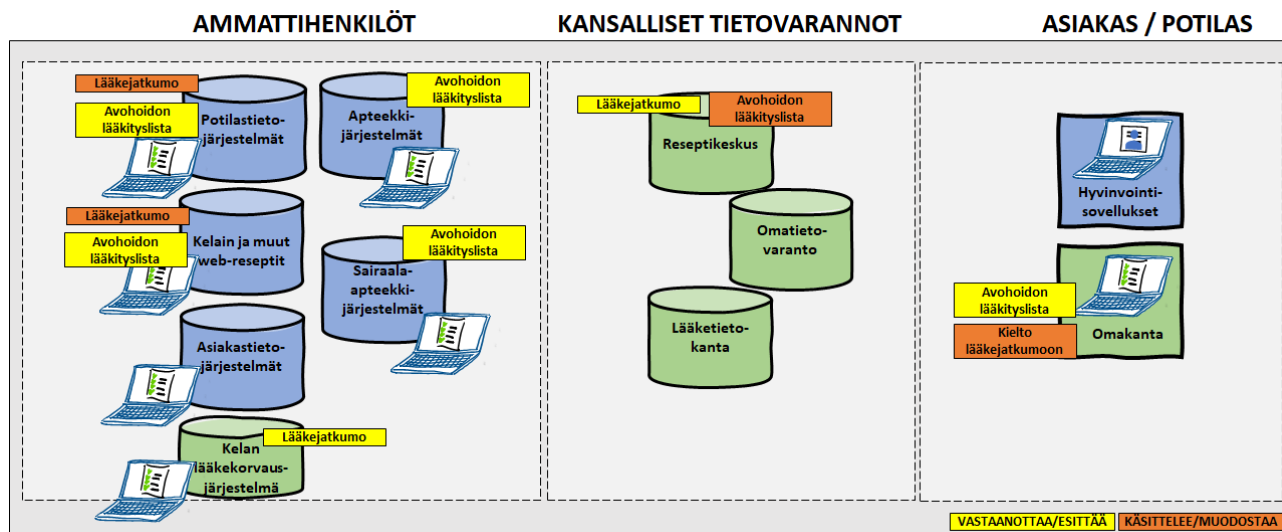 AMMATTIHENKILÖT
KANSALLISET TIETOVARANNOT
ASIAKAS / POTILAS
Lääkejatkumo
Avohoidon
lääkityslista
Potilastieto-
järjestelmät
Avohoidon
lääkityslista
Apteekki-
järjestelmät
Lääkejatkumo
Avohoidon
lääkityslista
Kelain ja muut
web-reseptit
Avohoidon
lääkityslista
Sairaala-
apteekki-
järjestelmät
Asiakastieto-
järjestelmät
Lääkejatkumo
Kelan
lääkekorvaus-
järjestelmä
Lääkejatkumo
Avohoidon
lääkityslista
Reseptikeskus
Omatieto-
varanto
Lääketieto-
kanta
Hyvinvointi-
sovellukset
Avohoidon
lääkityslista
Kielto
lääkejatkumoon
Omakanta
VASTAANOTTAA/ESITTÄÄ
KÄSITTELEE/MUODOSTAA